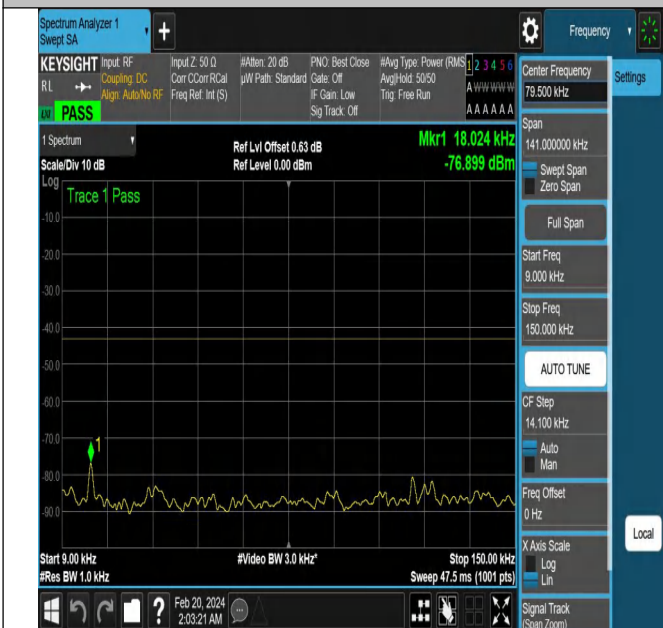 Spectrum Analyzer 1
Swept SA
+
Frequency
KEYSIGHT
Input: RF
Coupling: DC
Align: Auto/No RF
Input Z: 50 Ω
Corr CCorr RCal
Freq Ref: Int (S)
#Atten: 20 dB
µW Path: Standard
PNO: Best Close
Gate: Off
IF Gain: Low
Sig Track: Off
#Avg Type: Power (RMS
Avg|Hold: 50/50
Trig: Free Run
1 2 3 4 5 6
A W W W W W
A A A A A A
R L
LXI
PASS
1 Spectrum
Scale/Div 10 dB
Ref Lvl Offset 0.63 dB
Ref Level 0.00 dBm
Mkr1 18.024 kHz
-76.899 dBm
Log
Trace 1 Pass
-10.0
-20.0
-30.0
-40.0
-50.0
-60.0
-70.0
-80.0
-90.0
1
Start 9.00 kHz
#Res BW 1.0 kHz
#Video BW 3.0 kHz*
Stop 150.00 kHz
Sweep 47.5 ms (1001 pts)
?
Feb 20, 2024
2:03:21 AM
Center Frequency
79.500 kHz
Settings
Span
141.000000 kHz
Swept Span
Zero Span
Full Span
Start Freq
9.000 kHz
Stop Freq
150.000 kHz
AUTO TUNE
CF Step
14.100 kHz
Auto
Man
Freq Offset
0 Hz
X Axis Scale
Log
Lin
Local
Signal Track
(Span Zoom)